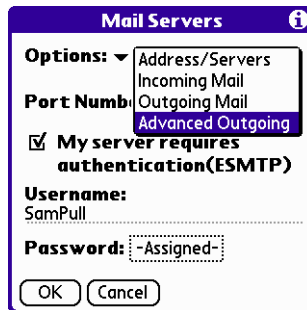 Mail Servers
Options:
Address/Servers
Incoming Mail
Outgoing Mail
Advanced Outgoing
Port Numb
My server requires
authentication(ESMTP)
Username:
SamPull
Password: -Assigned-
OK Cancel